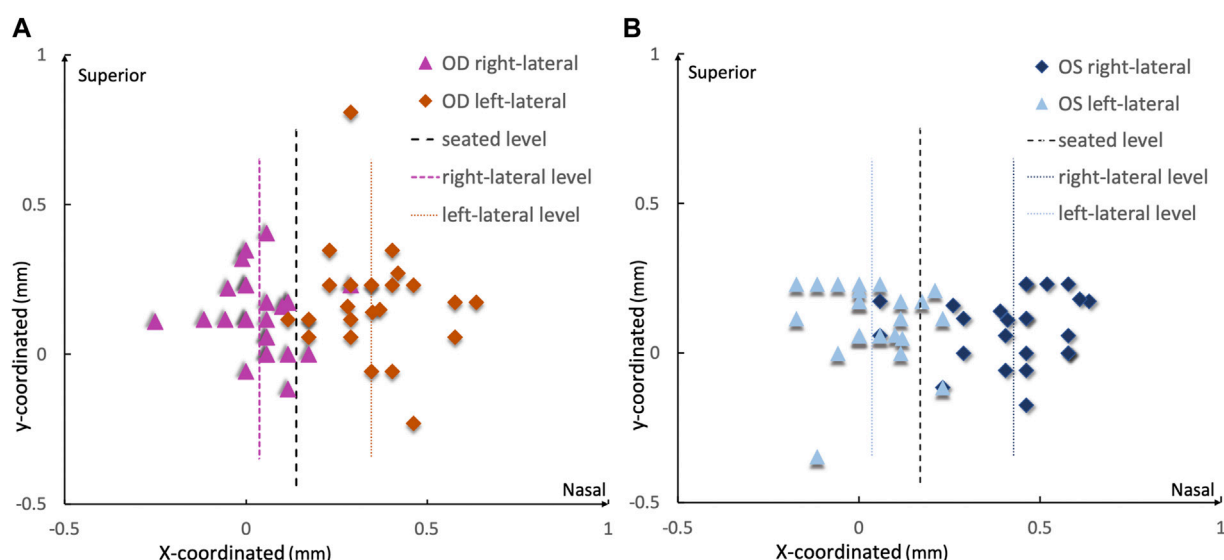 A
1
Superior
OD right-lateral
OD left-lateral
seated level
right-lateral level
left-lateral level
0.5
0
-0.5
y-coordinated (mm)
Nasal
-0.5
0
0.5
1
X-coordinated (mm)
B
1
Superior
OS right-lateral
OS left-lateral
seated level
right-lateral level
left-lateral level
0.5
0
-0.5
y-coordinated (mm)
Nasal
-0.5
0
0.5
1
X-coordinated (mm)